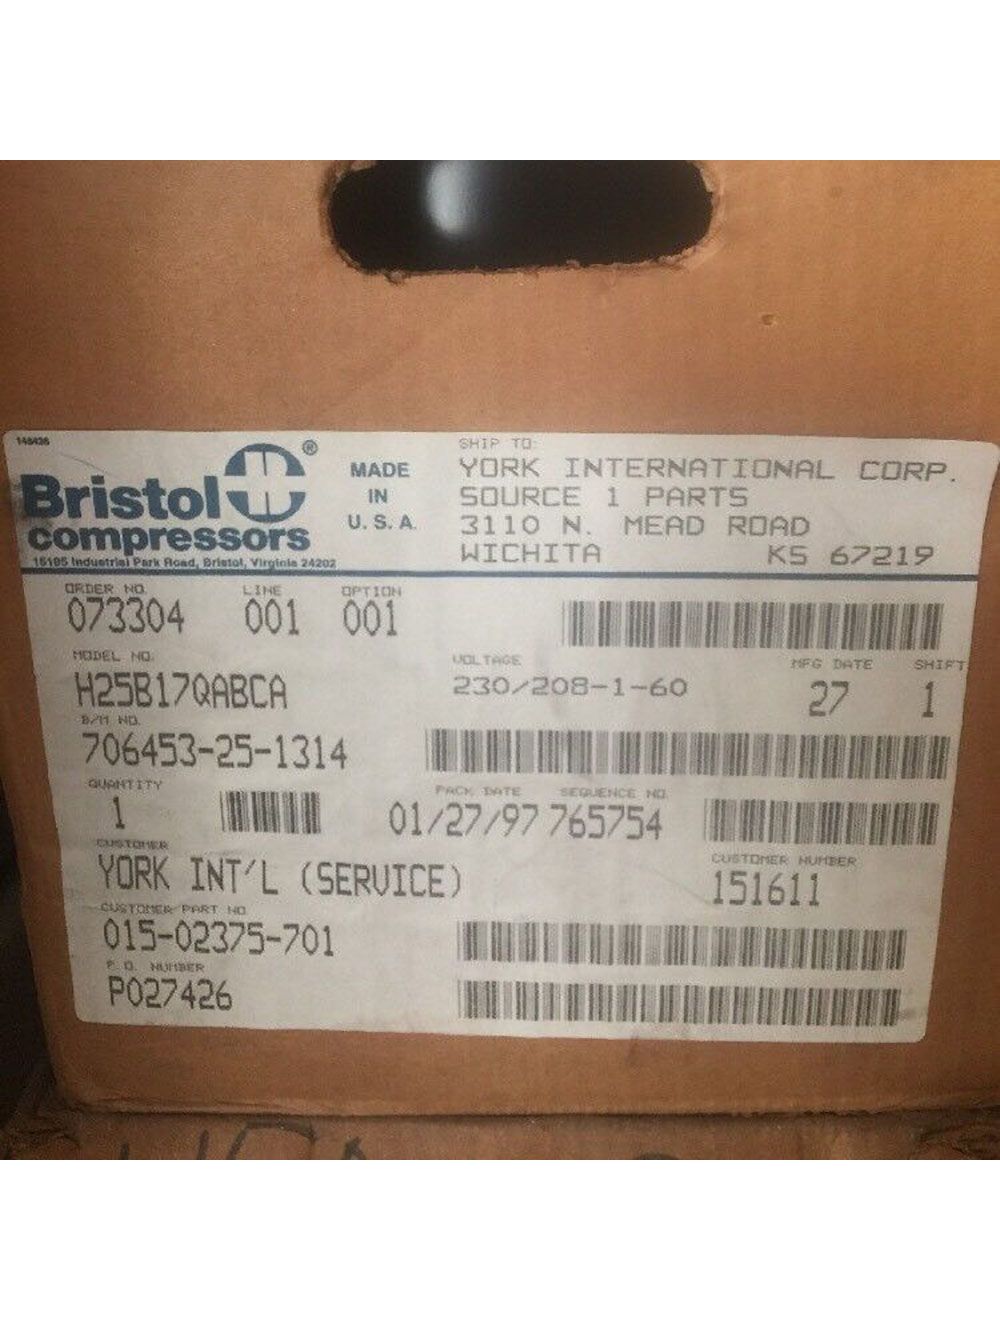 148436
Bristol ®
compressors
15185 Industrial Park Road, Bristol, Virginia 24202
MADE
IN
U.S.A.
SHIP TO:
YORK INTERNATIONAL CORP.
SOURCE 1 PARTS
3110 N. MEAD ROAD
WICHITA KS 67219
ORDER NO. LINE OPTION
073304 001 001
MODEL NO. VOLTAGE MFG DATE SHIFT
H25B17QABCA 230/208-1-60 27 1
B/M NO.
706453-25-1314
QUANTITY PACK DATE SEQUENCE NO.
1 01/27/97 765754
CUSTOMER CUSTOMER NUMBER
YORK INT'L (SERVICE) 151611
CUSTOMER PART NO.
015-02375-701
P.O. NUMBER
P027426